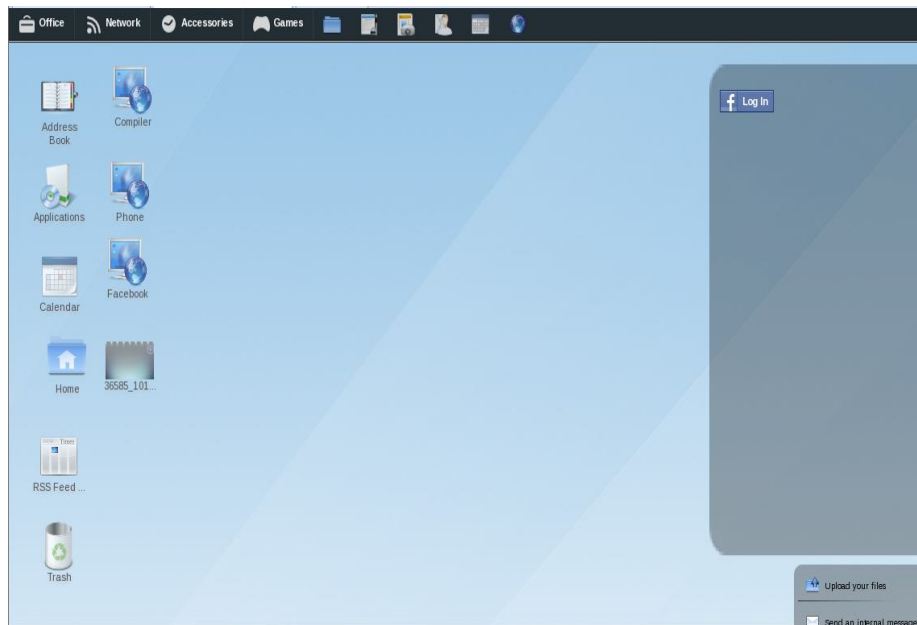 Office Network Accessories Games
Log In
Address
Book
Compiler
Applications
Phone
Calendar
Facebook
Home
36585_101...
Times
RSS Feed ...
Trash
Upload your files
Send an internal message